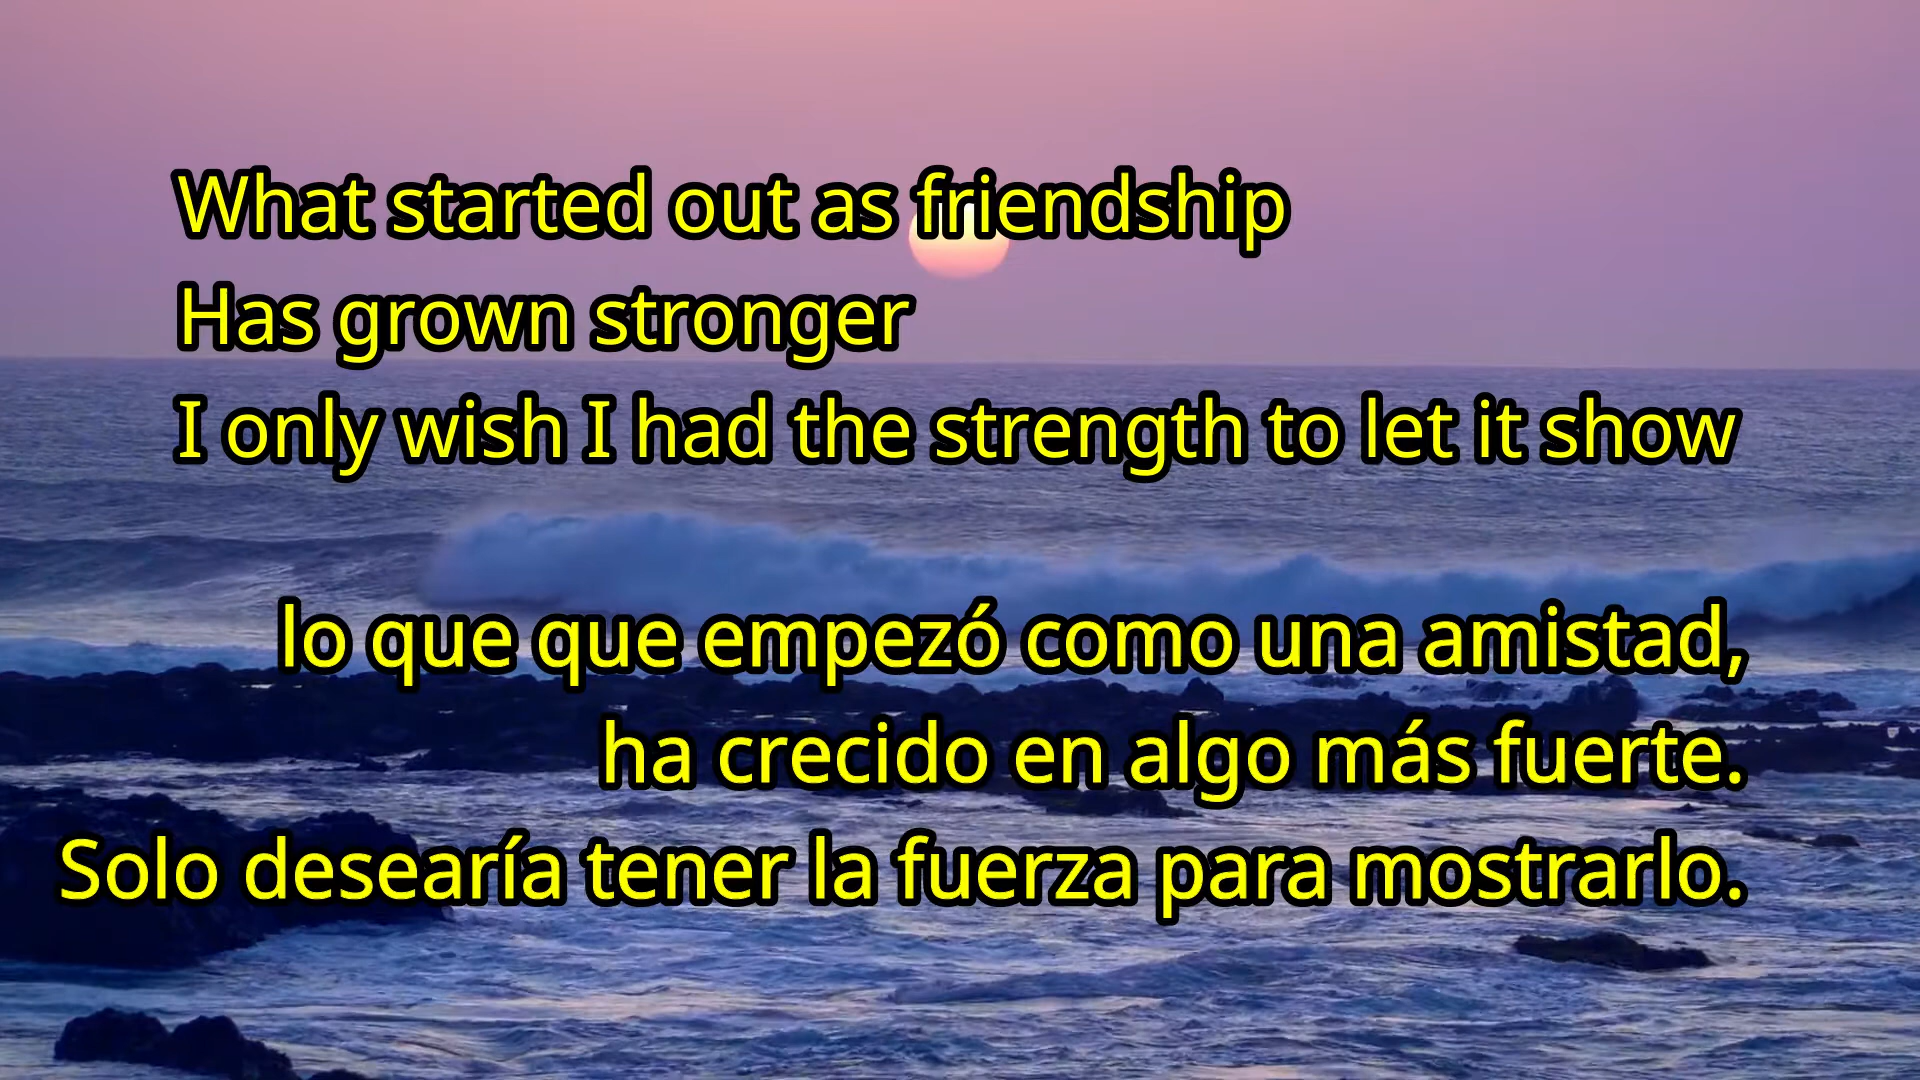 What started out as friendship
Has grown stronger
I only wish I had the strength to let it show
lo que que empezó como una amistad,
ha crecido en algo más fuerte.
Solo desearía tener la fuerza para mostrarlo.